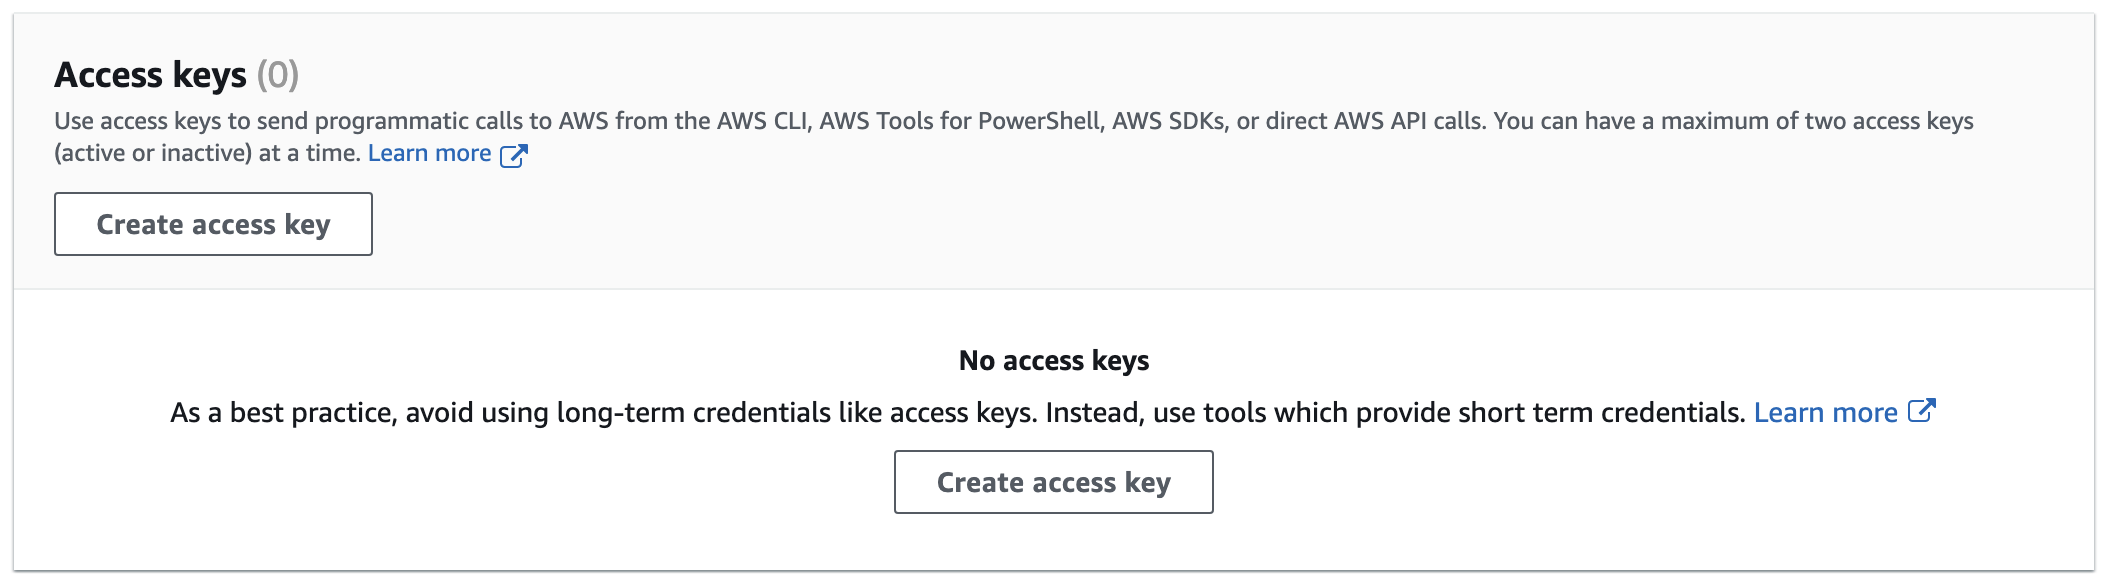 Access keys (0)
Use access keys to send programmatic calls to AWS from the AWS CLI, AWS Tools for PowerShell, AWS SDKs, or direct AWS API calls. You can have a maximum of two access keys
(active or inactive) at a time. Learn more
Create access key
No access keys
As a best practice, avoid using long-term credentials like access keys. Instead, use tools which provide short term credentials. Learn more
Create access key